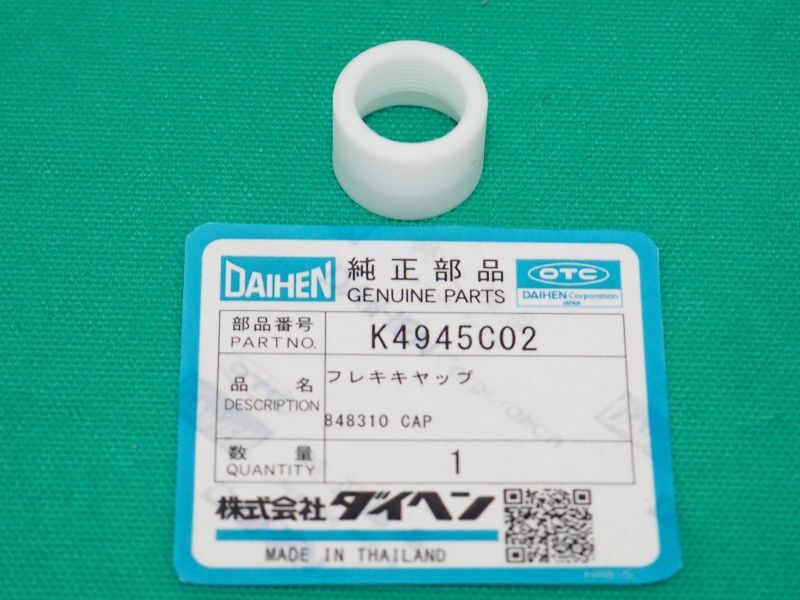 DAIHEN 純正部品 OTC
GENUINE PARTS DAIHEN Corporation
JAPAN
部品番号 K4945C02
PART NO.
品 名 フレキキャップ
DESCRIPTION 848310 CAP
数 量 1
QUANTITY
株式会社 ダイヘン
MADE IN THAILAND